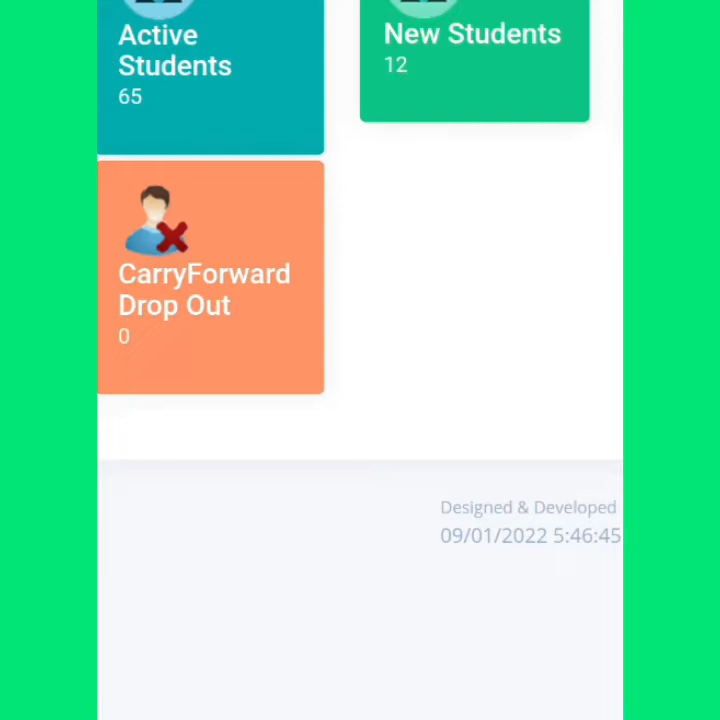 Active
Students
65
New Students
12
CarryForward
Drop Out
0
Designed & Developed
09/01/2022 5:46:45